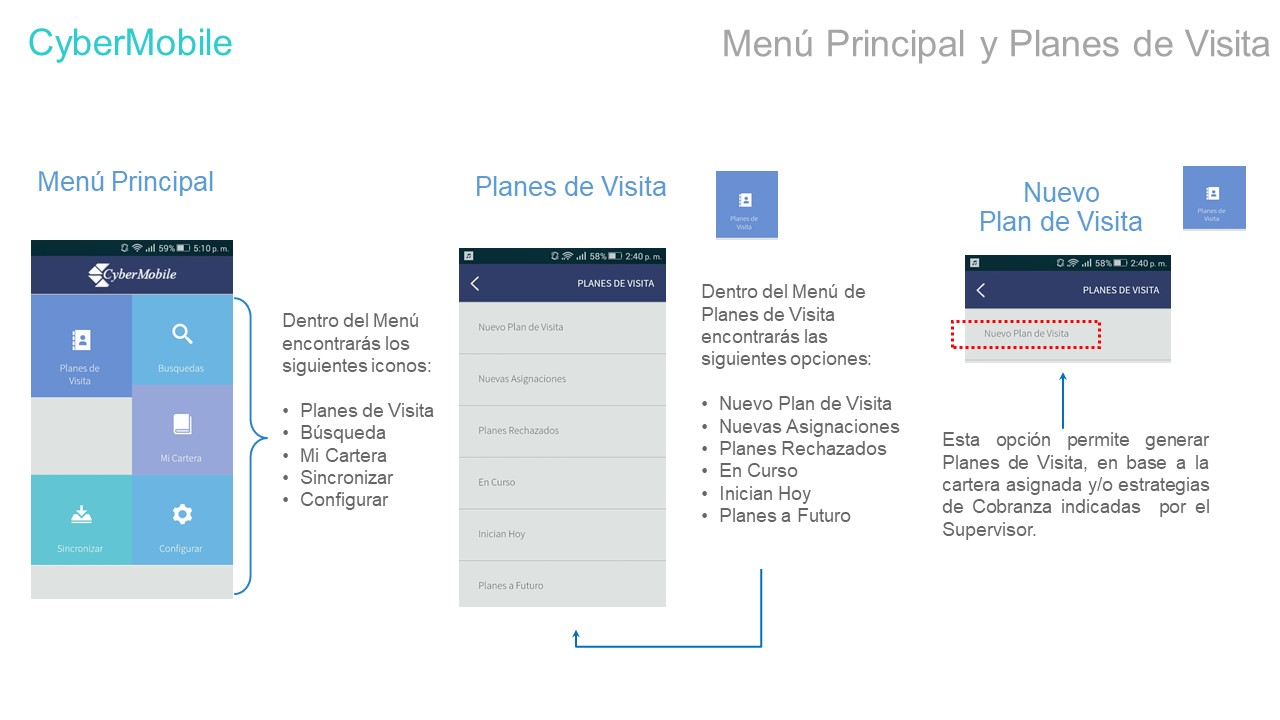 CyberMobile
Menú Principal y Planes de Visita
Menú Principal
59% 5:10 p. m.
CyberMobile
Planes de
Visita
Busquedas
Mi Cartera
Sincronizar
Configurar
Dentro del Menú
encontrarás los
siguientes iconos:
• Planes de Visita
• Búsqueda
• Mi Cartera
• Sincronizar
• Configurar
Planes de Visita
Planes de
Visita
58% 2:40 p. m.
PLANES DE VISITA
Nuevo Plan de Visita
Nuevas Asignaciones
Planes Rechazados
En Curso
Inician Hoy
Planes a Futuro
Dentro del Menú de
Planes de Visita
encontrarás las
siguientes opciones:
• Nuevo Plan de Visita
• Nuevas Asignaciones
• Planes Rechazados
• En Curso
• Inician Hoy
• Planes a Futuro
Nuevo
Plan de Visita
Planes de
Visita
58% 2:40 p. m.
PLANES DE VISITA
Nuevo Plan de Visita
Esta opción permite generar
Planes de Visita, en base a la
cartera asignada y/o estrategias
de Cobranza indicadas por el
Supervisor.